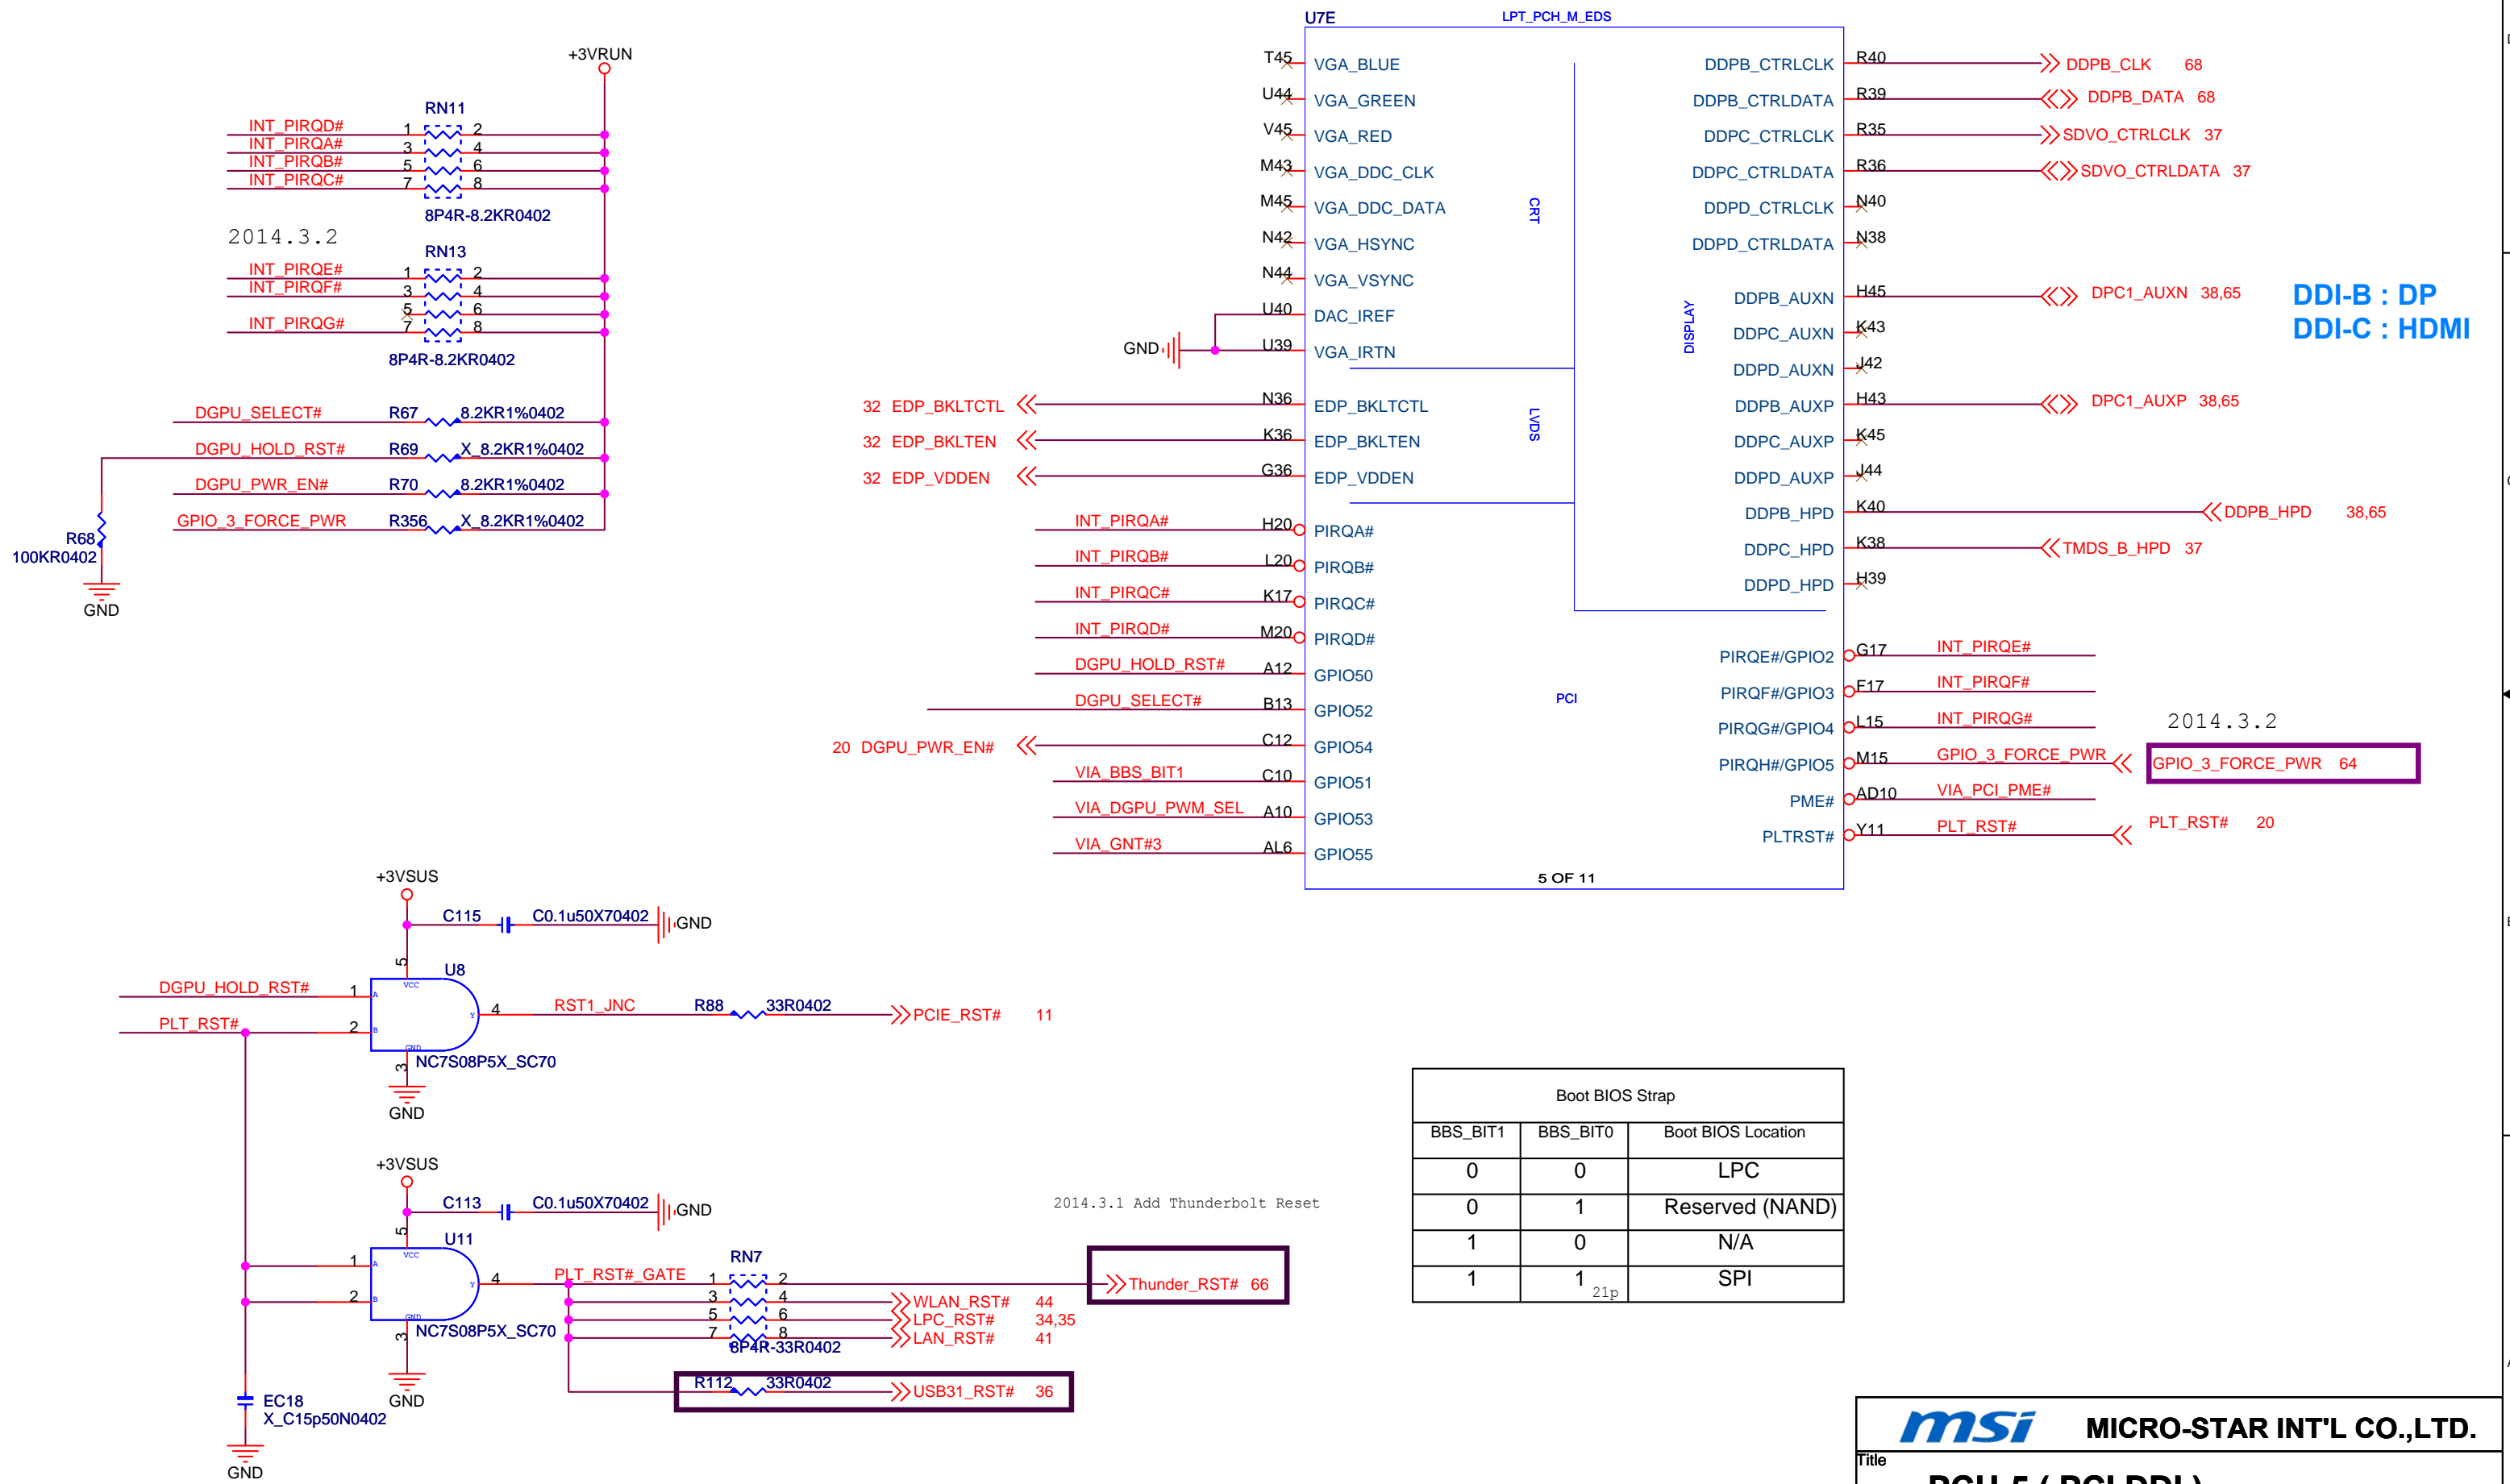 +3VRUN
RN11
INT_PIRQD# 1 2
INT_PIRQA# 3 4
INT_PIRQB# 5 6
INT_PIRQC# 7 8
8P4R-8.2KR0402
2014.3.2
RN13
INT_PIRQE# 1 2
INT_PIRQF# 3 4
5 6
INT_PIRQG# 7 8
8P4R-8.2KR0402
DGPU_SELECT# R67 8.2KR1%0402
DGPU_HOLD_RST# R69 X_8.2KR1%0402
DGPU_PWR_EN# R70 8.2KR1%0402
GPIO_3_FORCE_PWR R356 X_8.2KR1%0402
R68
100KR0402
GND
U7E LPT_PCH_M_EDS
T45 VGA_BLUE
U44 VGA_GREEN
V45 VGA_RED
M43 VGA_DDC_CLK
M45 VGA_DDC_DATA
N42 VGA_HSYNC
N44 VGA_VSYNC
U40 DAC_IREF
GND U39 VGA_IRTN
CRT
32 EDP_BKLTCTL N36 EDP_BKLTCTL
32 EDP_BKLTEN K36 EDP_BKLTEN
32 EDP_VDDEN G36 EDP_VDDEN
LVDS
INT_PIRQA# H20 PIRQA#
INT_PIRQB# L20 PIRQB#
INT_PIRQC# K17 PIRQC#
INT_PIRQD# M20 PIRQD#
DGPU_HOLD_RST# A12 GPIO50
DGPU_SELECT# B13 GPIO52
20 DGPU_PWR_EN# C12 GPIO54
VIA_BBS_BIT1 C10 GPIO51
VIA_DGPU_PWM_SEL A10 GPIO53
VIA_GNT#3 AL6 GPIO55
PCI
5 OF 11
DISPLAY
DDPB_CTRLCLK R40 DDPB_CLK 68
DDPB_CTRLDATA R39 DDPB_DATA 68
DDPC_CTRLCLK R35 SDVO_CTRLCLK 37
DDPC_CTRLDATA R36 SDVO_CTRLDATA 37
DDPD_CTRLCLK N40
DDPD_CTRLDATA N38
DDPB_AUXN H45 DPC1_AUXN 38,65
DDPC_AUXN K43
DDPD_AUXN J42
DDPB_AUXP H43 DPC1_AUXP 38,65
DDPC_AUXP K45
DDPD_AUXP J44
DDPB_HPD K40 DDPB_HPD 38,65
DDPC_HPD K38 TMDS_B_HPD 37
DDPD_HPD H39
DDI-B : DP
DDI-C : HDMI
PIRQE#/GPIO2 G17 INT_PIRQE#
PIRQF#/GPIO3 F17 INT_PIRQF#
PIRQG#/GPIO4 L15 INT_PIRQG#
2014.3.2
PIRQH#/GPIO5 M15 GPIO_3_FORCE_PWR GPIO_3_FORCE_PWR 64
PME# AD10 VIA_PCI_PME#
PLTRST# Y11 PLT_RST# PLT_RST# 20
+3VSUS
C115 C0.1u50X70402 GND
5 U8
VCC
DGPU_HOLD_RST# 1 A
4 Y RST1_JNC R88 33R0402 PCIE_RST# 11
PLT_RST# 2 B
GND
3 NC7S08P5X_SC70
GND
+3VSUS
C113 C0.1u50X70402 GND
2014.3.1 Add Thunderbolt Reset
5 U11
VCC
1 A
4 Y PLT_RST#_GATE
2 B
GND
3 NC7S08P5X_SC70
GND
RN7
1 2 Thunder_RST# 66
3 4 WLAN_RST# 44
5 6 LPC_RST# 34,35
7 8 LAN_RST# 41
8P4R-33R0402
R112 33R0402 USB31_RST# 36
EC18
X_C15p50N0402
GND
Boot BIOS Strap
BBS_BIT1 BBS_BIT0 Boot BIOS Location
0 0 LPC
0 1 Reserved (NAND)
1 0 N/A
1 1 SPI
21p
msi MICRO-STAR INT'L CO.,LTD.
Title
PCH-5 ( PCI,DDI )